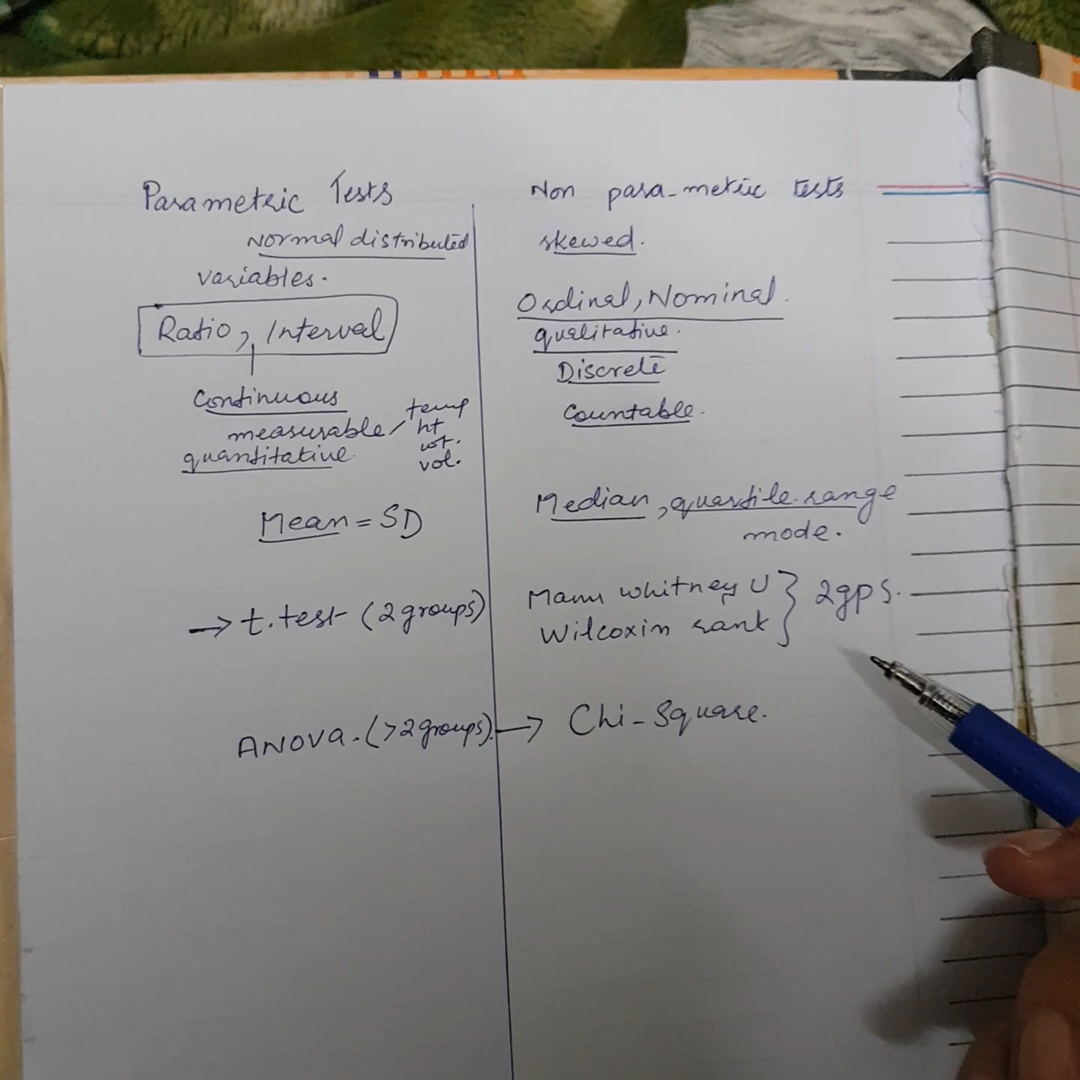 Parametric Tests
Normal distributed
variables.
Ratio, Interval
Continuous
measurable
temp
ht
wt.
vol.
quantitative
Mean = SD
→ t.test (2 groups)
ANOVA. (>2 groups). →
Non para-metric tests
skewed.
Ordinal, Nominal.
qualitative.
Discrete
Countable.
Median, quartile range
mode.
Mann whitney U } 2gps.
Wilcoxin rank
Chi-Square.